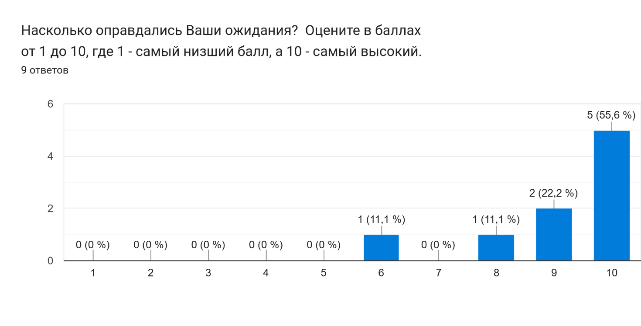 Насколько оправдались Ваши ожидания?  Оцените в баллах
от 1 до 10, где 1 - самый низший балл, а 10 - самый высокий.
9 ответов
6
5 (55,6 %)
4
2 (22,2 %)
2
1 (11,1 %) 1 (11,1 %)
0 (0 %) 0 (0 %) 0 (0 %) 0 (0 %) 0 (0 %) 0 (0 %)
0
1 2 3 4 5 6 7 8 9 10